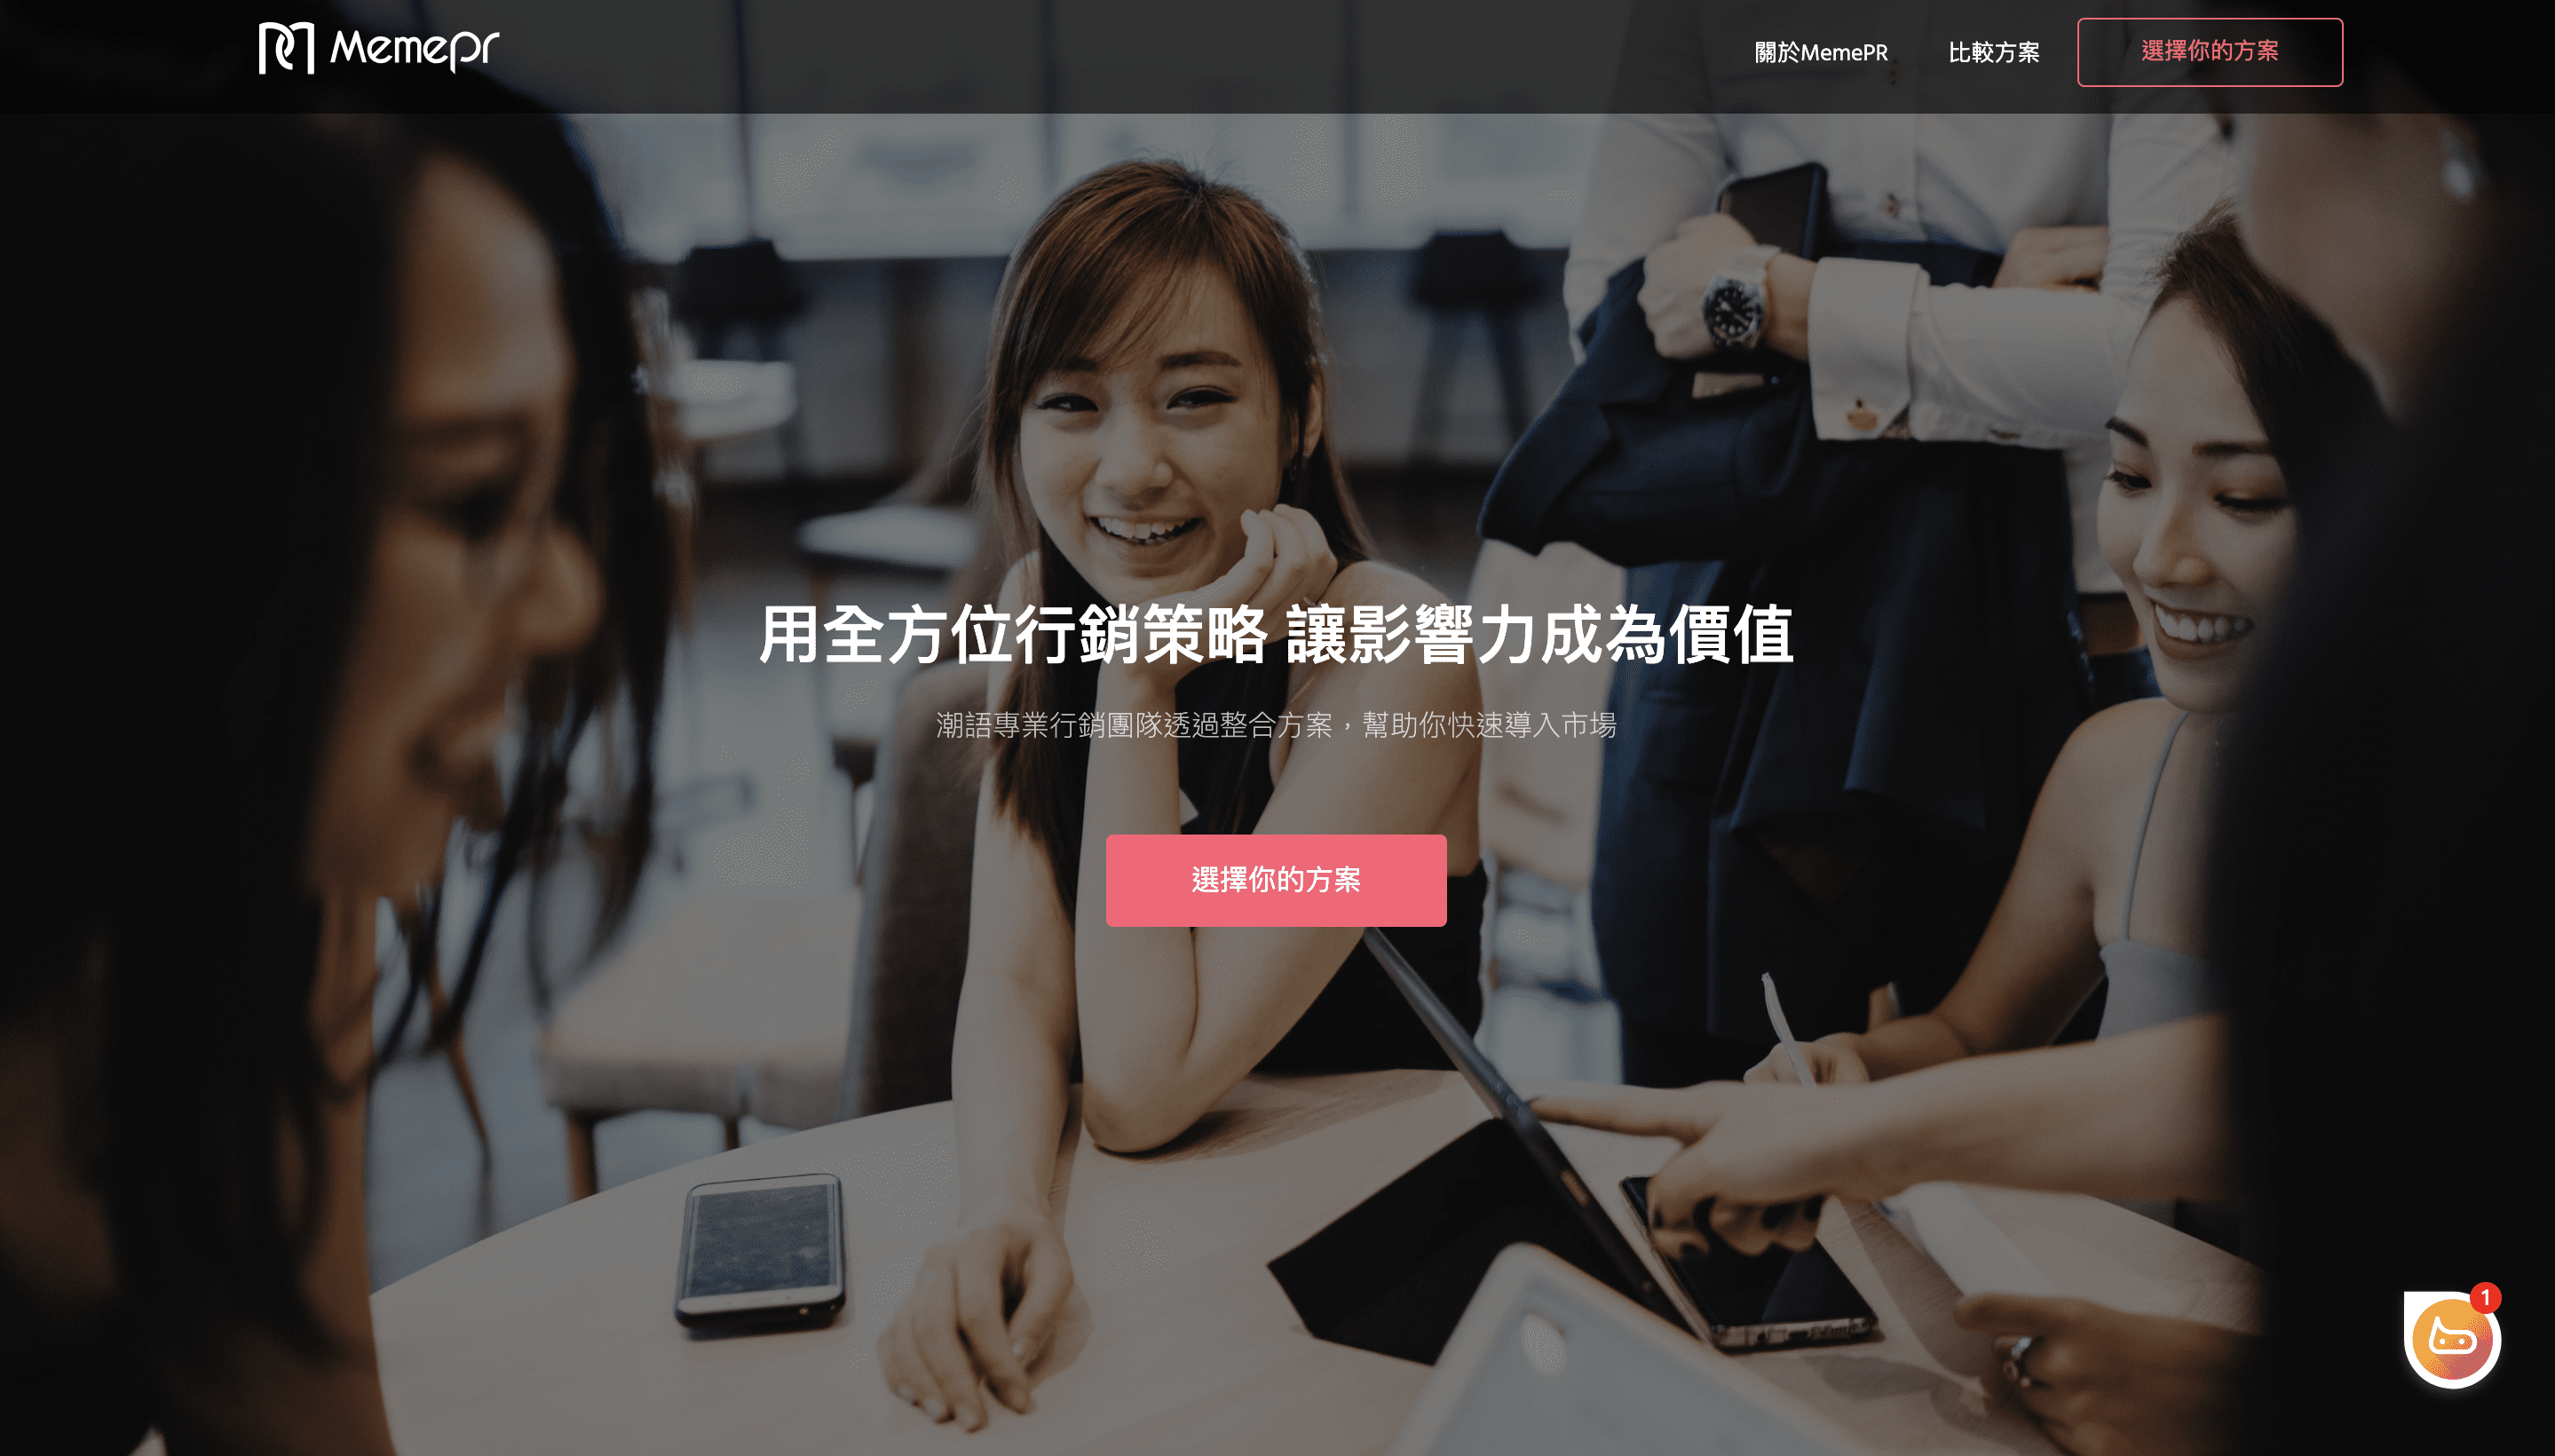 Memepr
關於MemePR
比較方案
選擇你的方案
用全方位行銷策略 讓影響力成為價值
潮語專業行銷團隊透過整合方案，幫助你快速導入市場
選擇你的方案
1